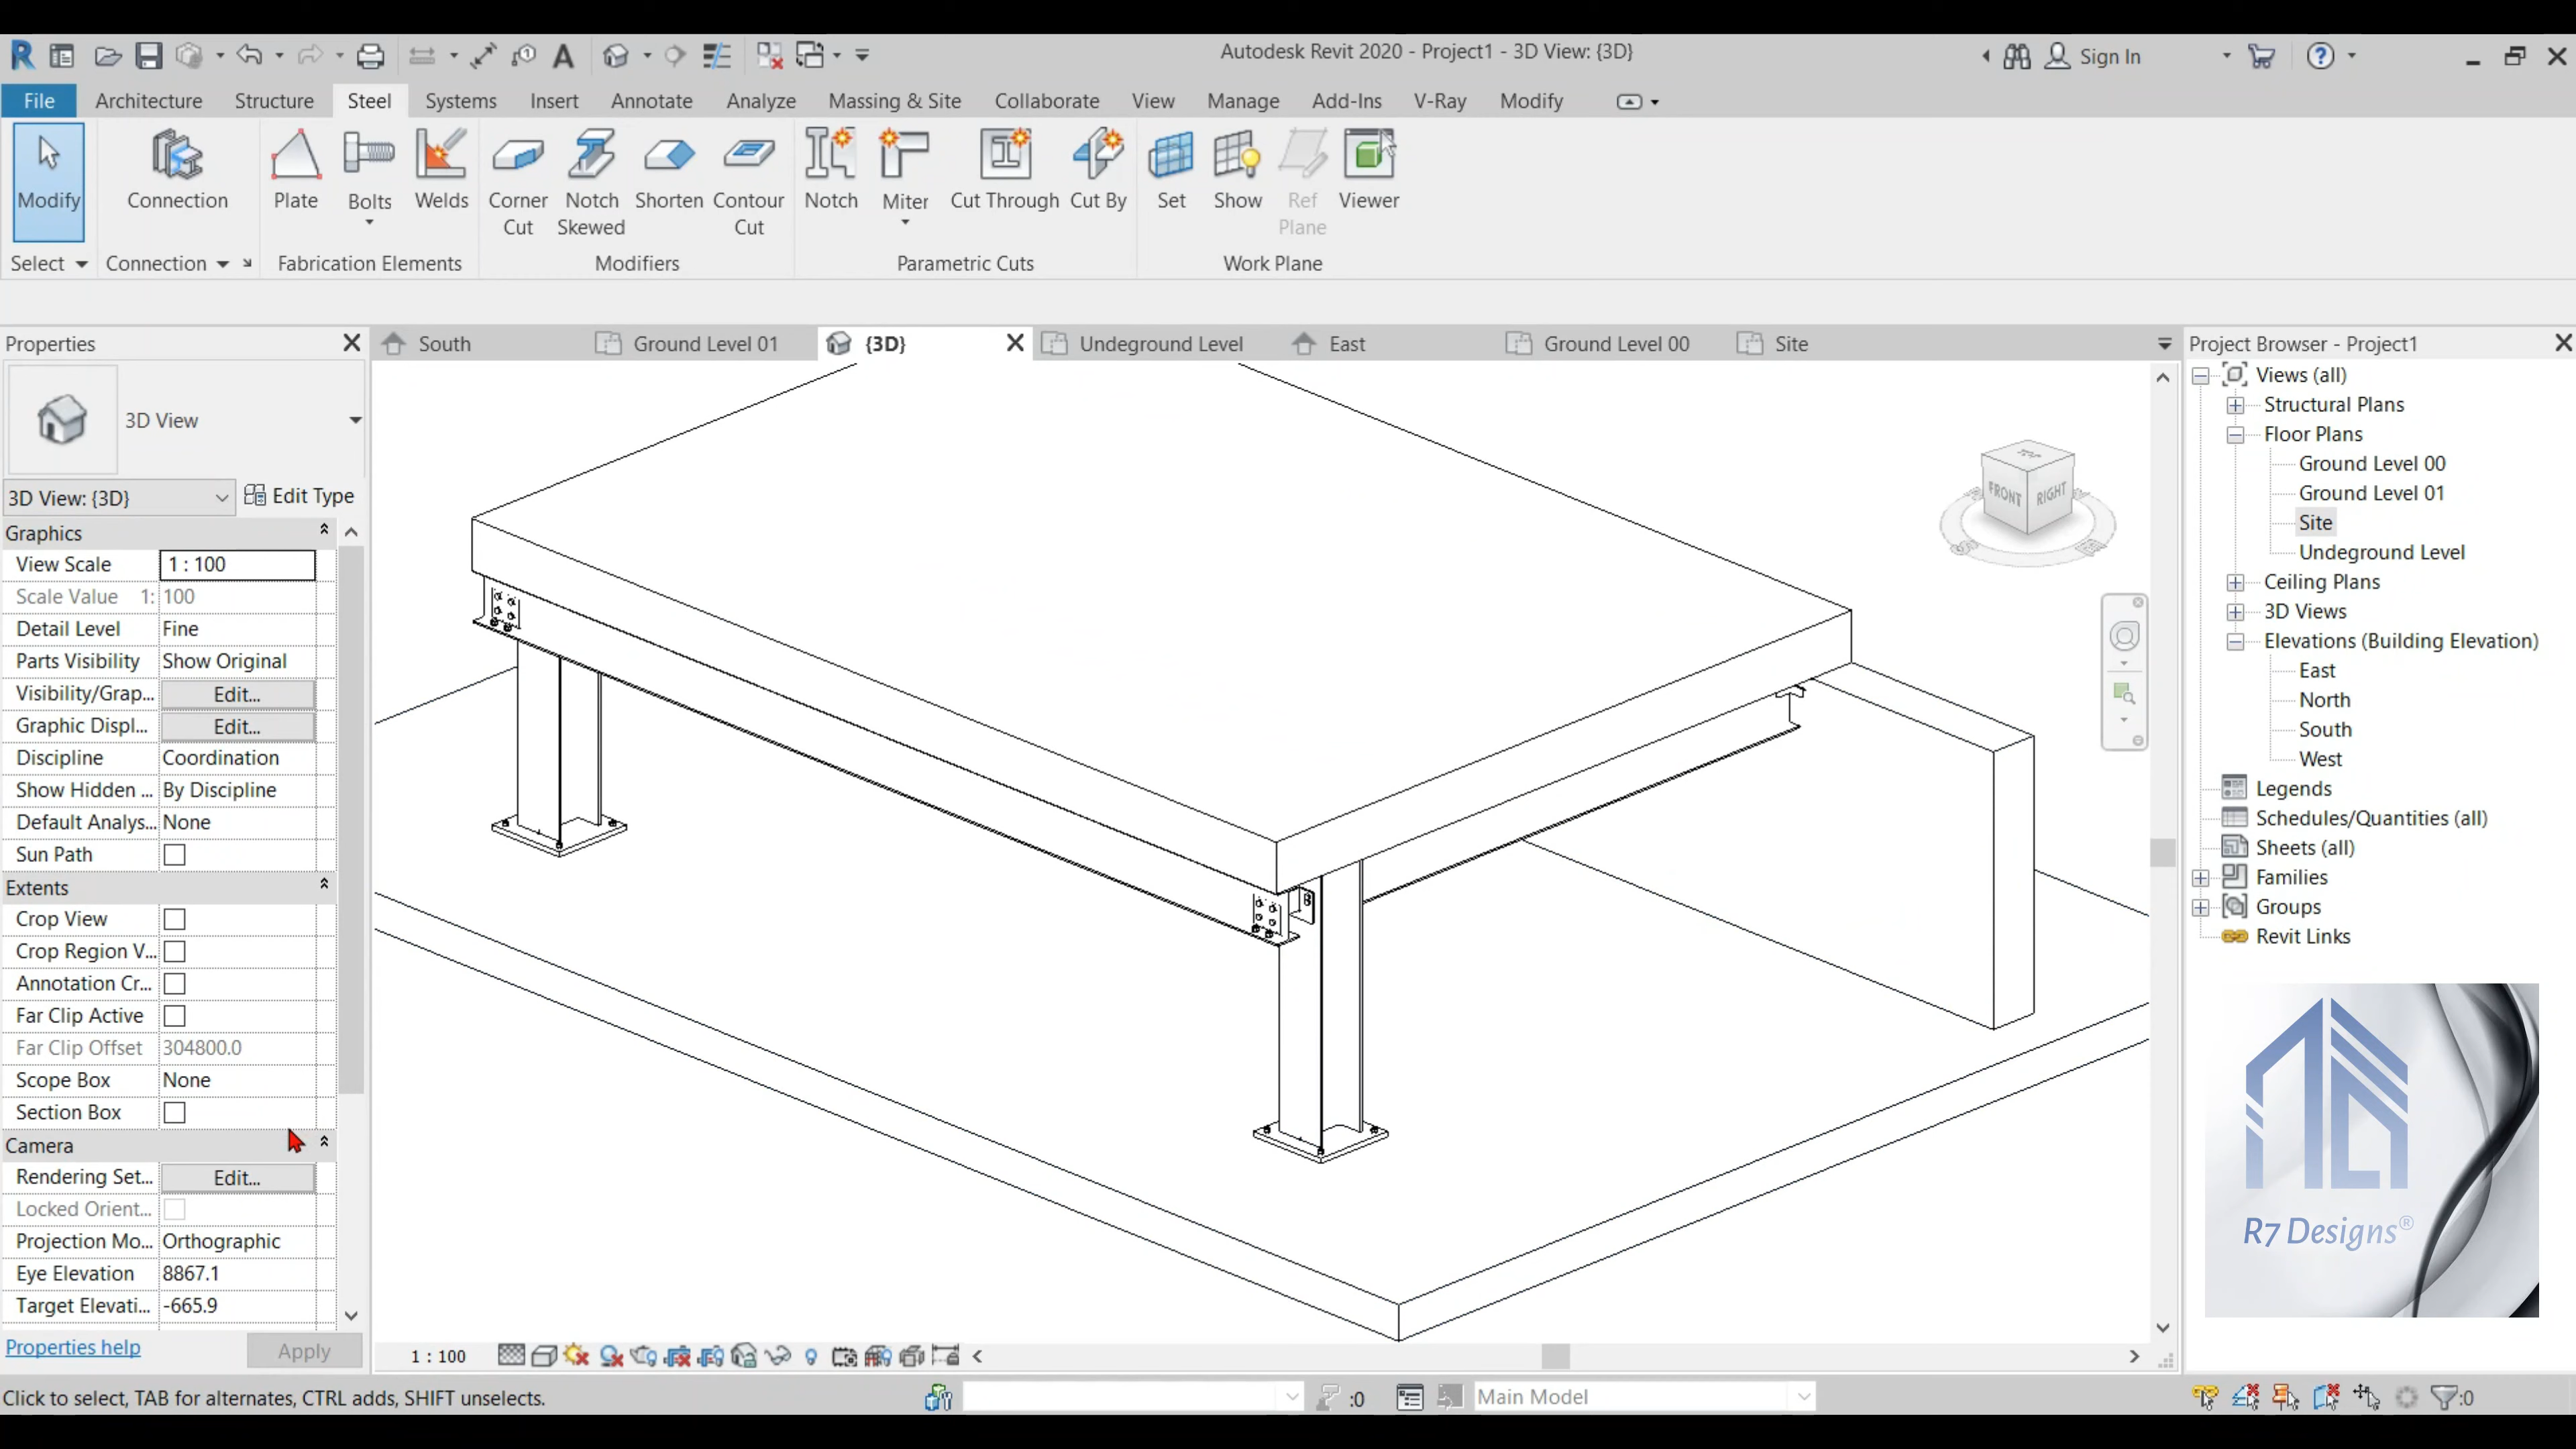 Autodesk Revit 2020 - Project1 - 3D View: {3D}
Sign In
File Architecture Structure Steel Systems Insert Annotate Analyze Massing & Site Collaborate View Manage Add-Ins V-Ray Modify
Modify Connection Plate Bolts Welds Corner Cut Notch Skewed Shorten Contour Cut Notch Miter Cut Through Cut By Set Show Ref Plane Viewer
Select Connection Fabrication Elements Modifiers Parametric Cuts Work Plane
Properties
South Ground Level 01 {3D} Undeground Level East Ground Level 00 Site
Project Browser - Project1
3D View
3D View: {3D} Edit Type
Graphics
View Scale 1 : 100
Scale Value 1: 100
Detail Level Fine
Parts Visibility Show Original
Visibility/Grap... Edit...
Graphic Displ... Edit...
Discipline Coordination
Show Hidden ... By Discipline
Default Analys... None
Sun Path
Extents
Crop View
Crop Region V...
Annotation Cr...
Far Clip Active
Far Clip Offset 304800.0
Scope Box None
Section Box
Camera
Rendering Set... Edit...
Locked Orient...
Projection Mo... Orthographic
Eye Elevation 8867.1
Target Elevati... -665.9
Properties help Apply
TOP
FRONT RIGHT
Views (all)
Structural Plans
Floor Plans
Ground Level 00
Ground Level 01
Site
Undeground Level
Ceiling Plans
3D Views
Elevations (Building Elevation)
East
North
South
West
Legends
Schedules/Quantities (all)
Sheets (all)
Families
Groups
Revit Links
R7 Designs®
1 : 100
Click to select, TAB for alternates, CTRL adds, SHIFT unselects.
:0
Main Model
:0